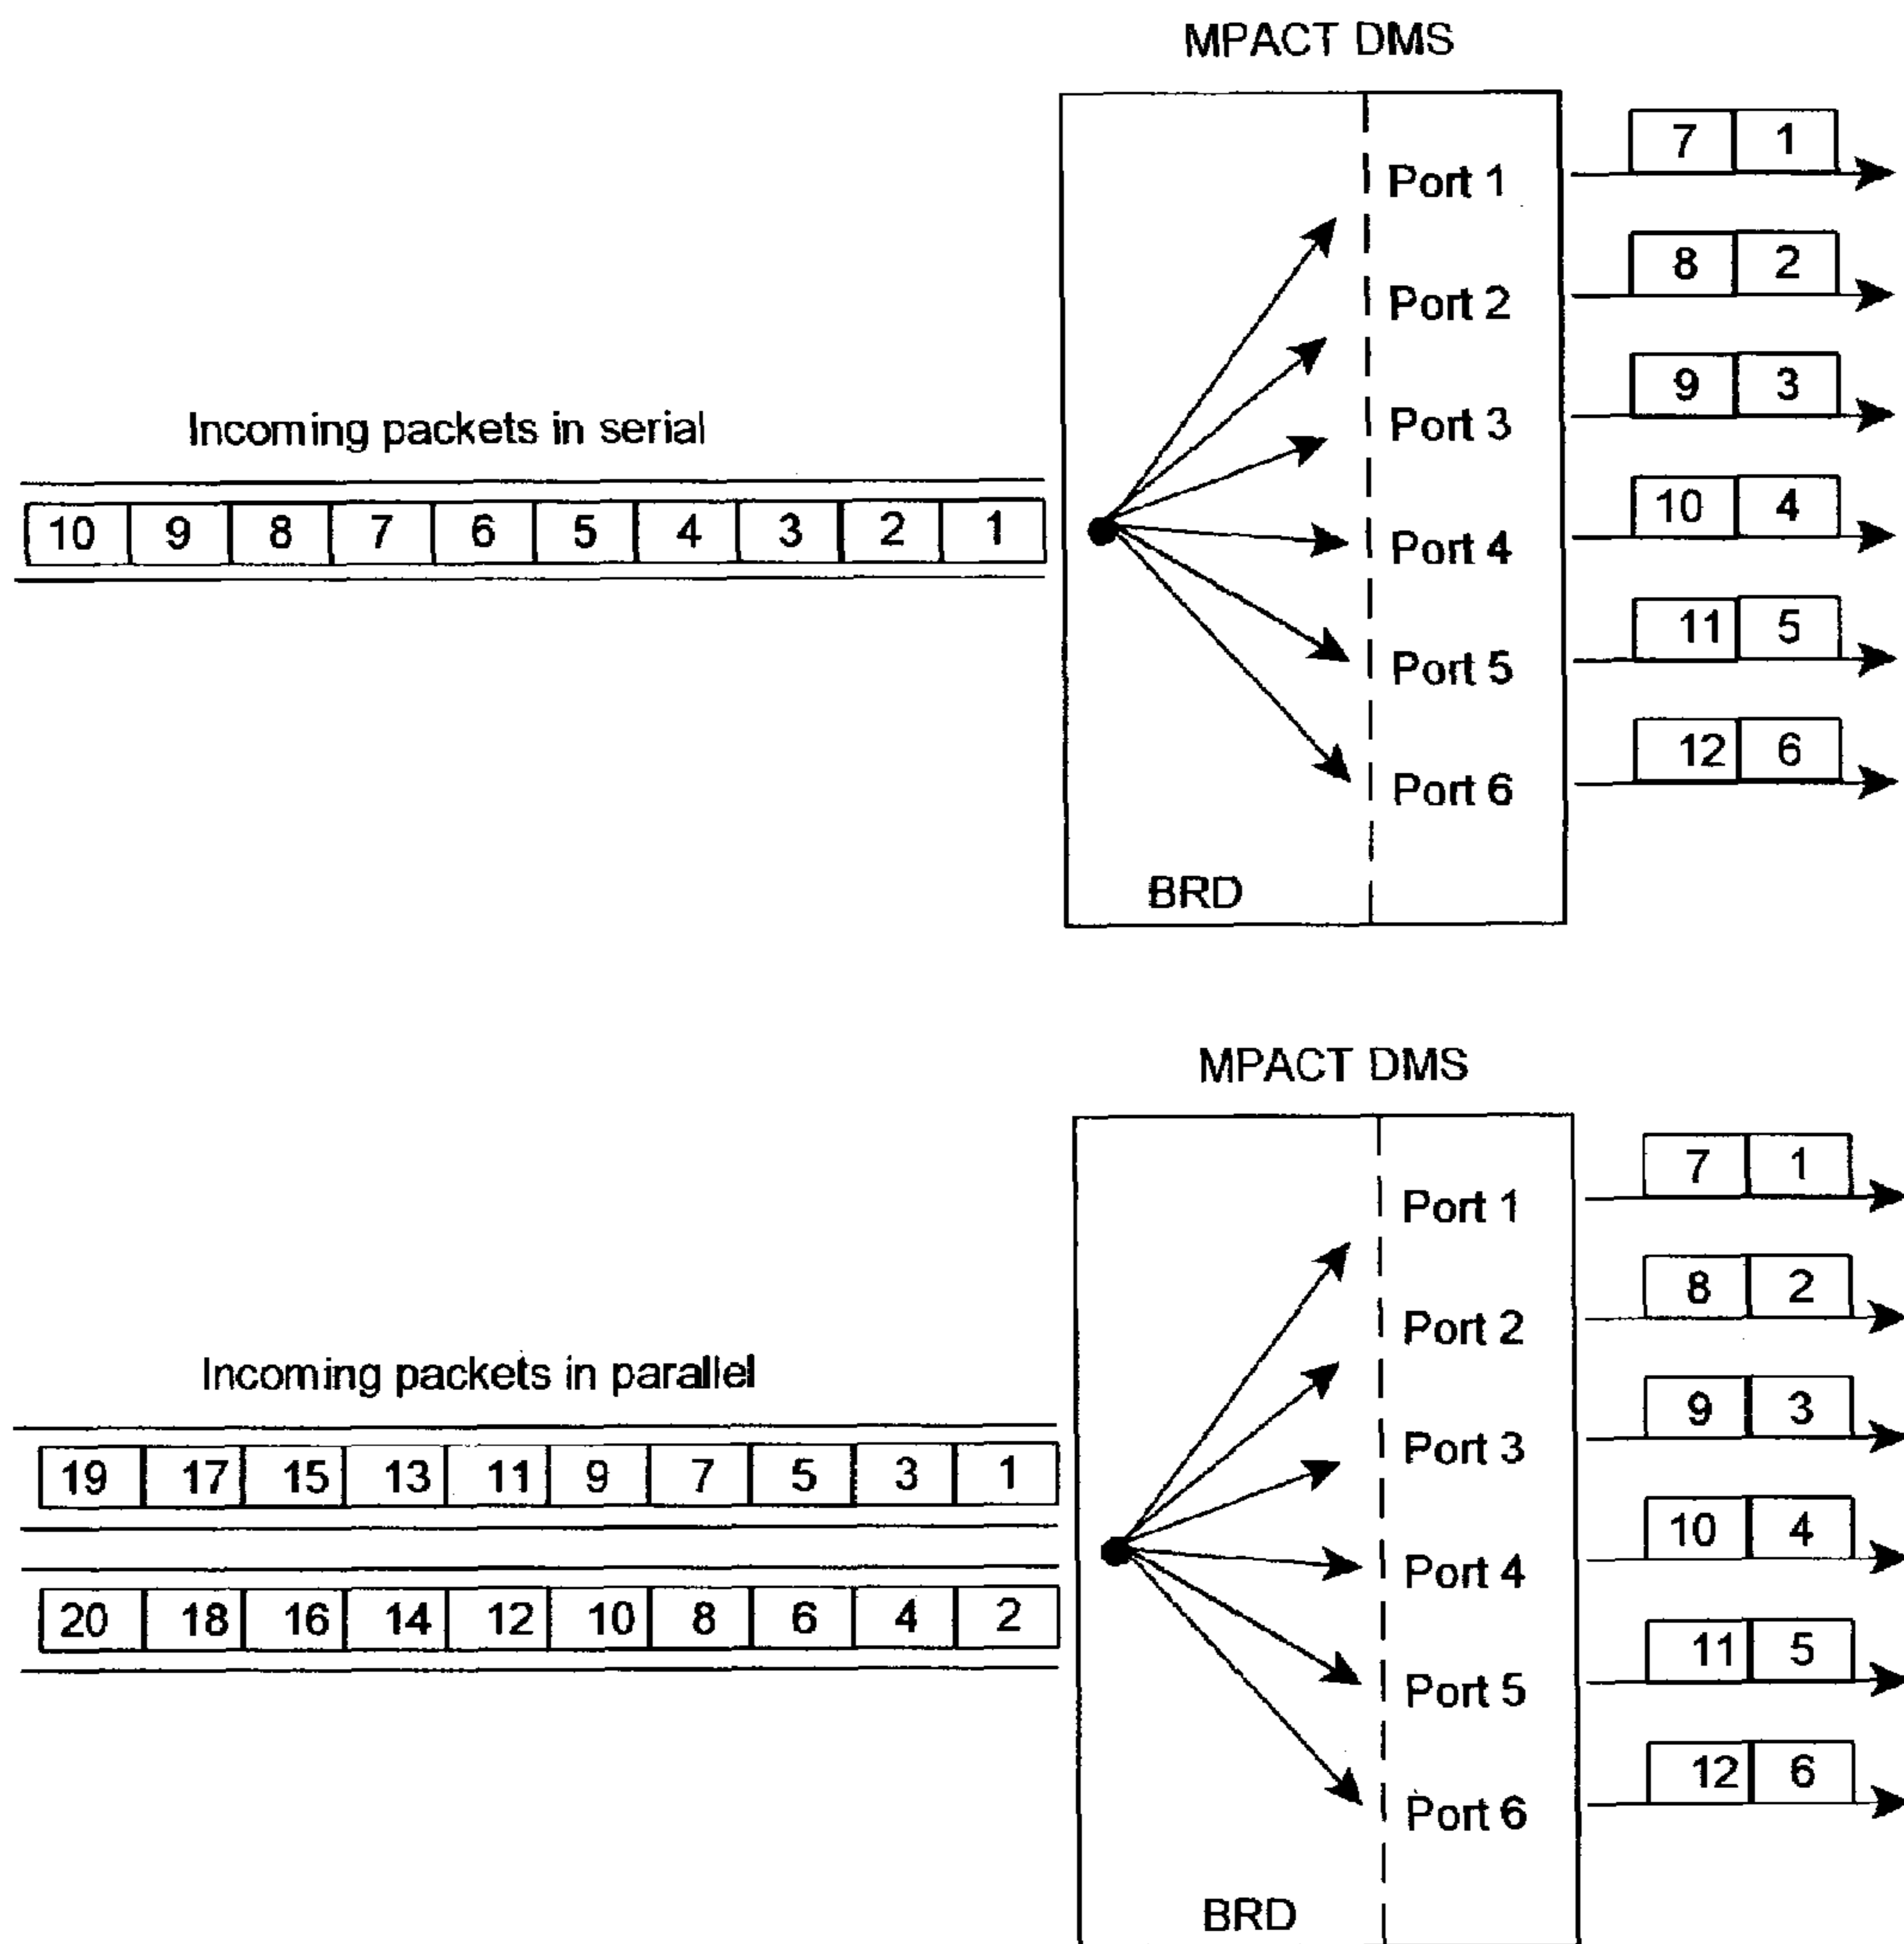 MPACT DMS
Port 1
7 1
Port 2
8 2
Port 3
9 3
Incoming packets in serial
10 9 8 7 6 5 4 3 2 1
Port 4
10 4
Port 5
11 5
Port 6
12 6
BRD
MPACT DMS
Port 1
7 1
Port 2
8 2
Port 3
9 3
Incoming packets in parallel
19 17 15 13 11 9 7 5 3 1
20 18 16 14 12 10 8 6 4 2
Port 4
10 4
Port 5
11 5
Port 6
12 6
BRD